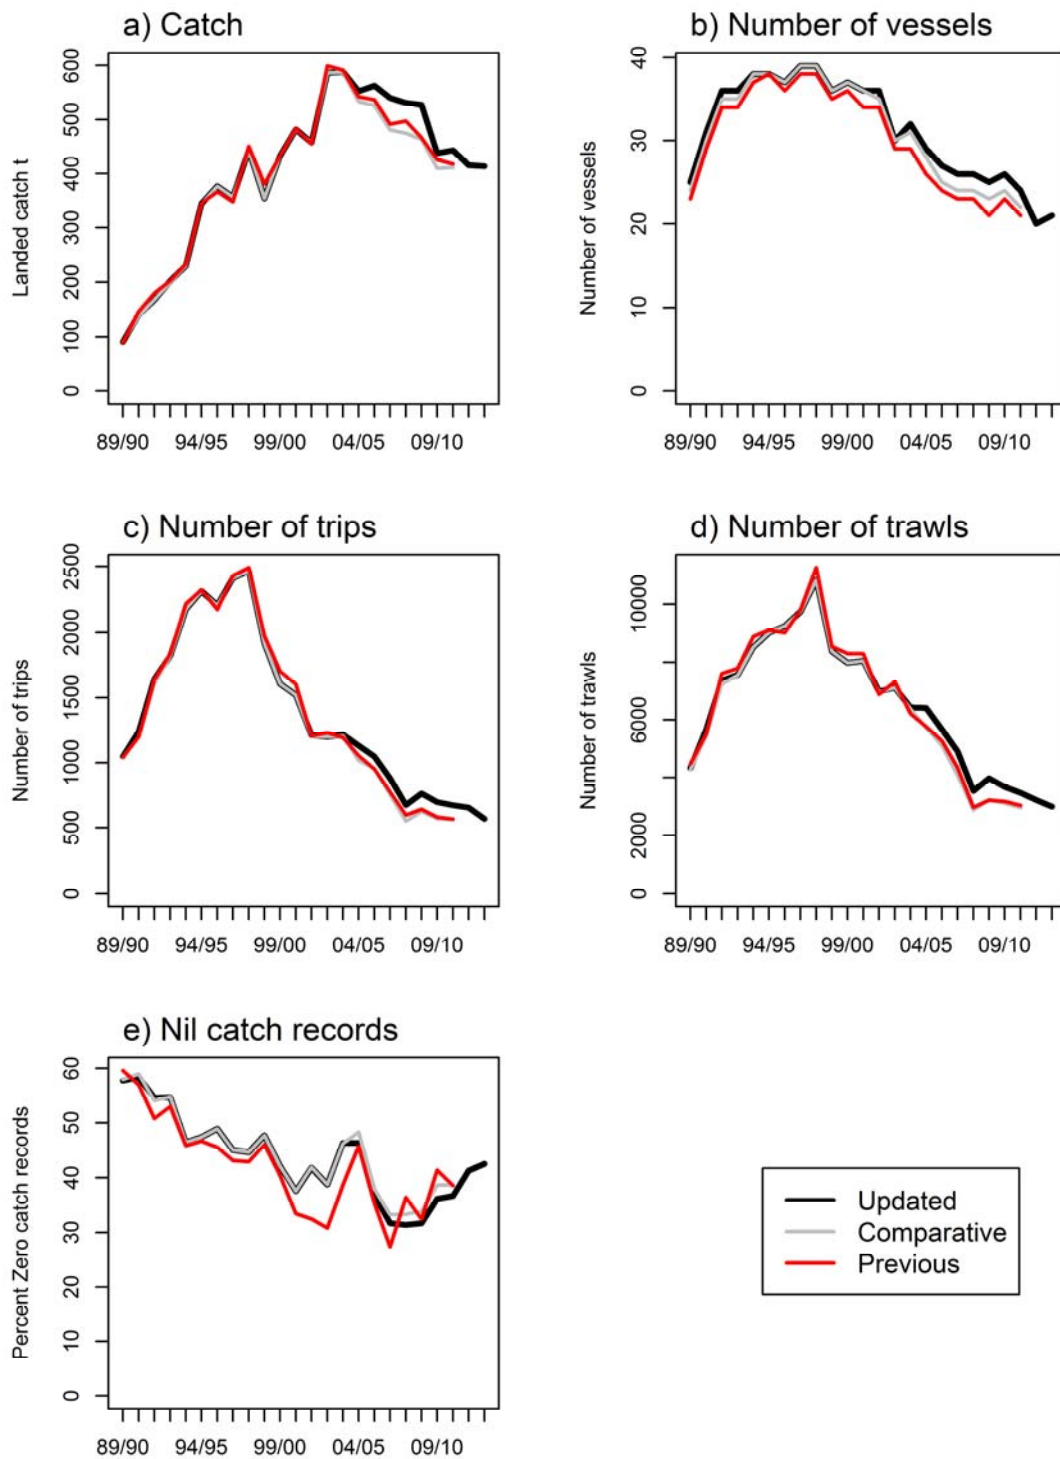 a) Catch
Landed catch t
0 100 200 300 400 500 600
89/90 94/95 99/00 04/05 09/10
b) Number of vessels
Number of vessels
0 10 20 30 40
89/90 94/95 99/00 04/05 09/10
c) Number of trips
Number of trips
0 500 1000 1500 2000 2500
89/90 94/95 99/00 04/05 09/10
d) Number of trawls
Number of trawls
0 2000 6000 10000
89/90 94/95 99/00 04/05 09/10
e) Nil catch records
Percent Zero catch records
0 10 20 30 40 50 60
89/90 94/95 99/00 04/05 09/10
Updated
Comparative
Previous